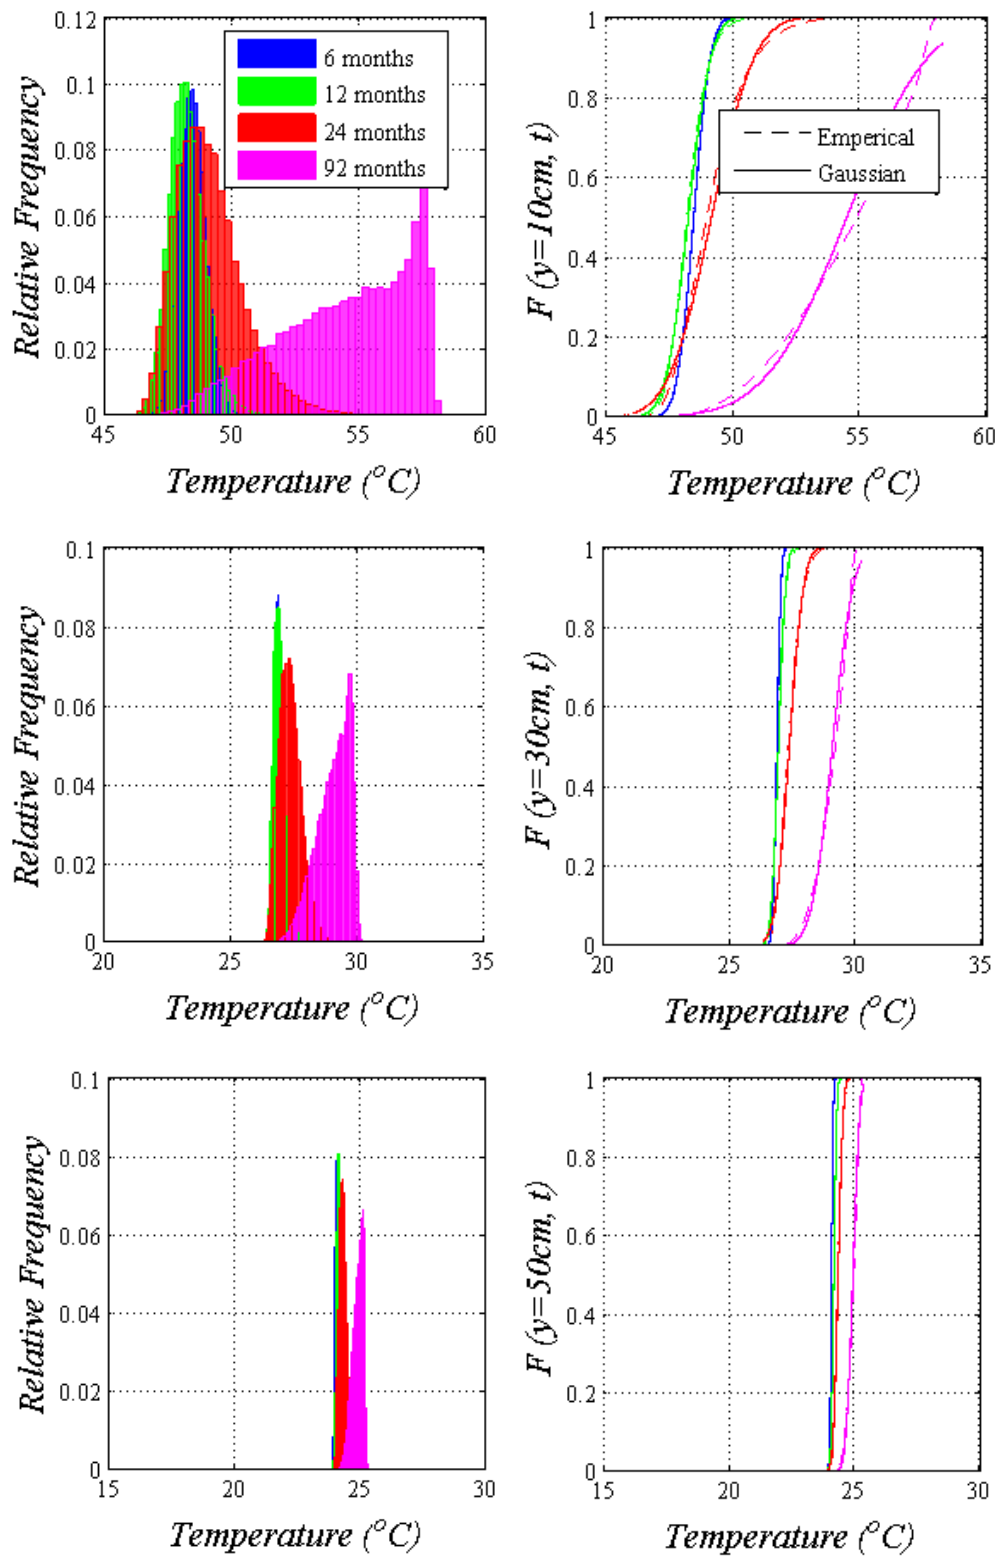 0.12
0.1
0.08
0.06
0.04
0.02
0
45 50 55 60
Relative Frequency
Temperature (°C)
6 months
12 months
24 months
92 months
1
0.8
0.6
0.4
0.2
0
45 50 55 60
F (y=10cm, t)
Temperature (°C)
Emperical
Gaussian
0.1
0.08
0.06
0.04
0.02
0
20 25 30 35
Relative Frequency
Temperature (°C)
1
0.8
0.6
0.4
0.2
0
20 25 30 35
F (y=30cm, t)
Temperature (°C)
0.1
0.08
0.06
0.04
0.02
0
15 20 25 30
Relative Frequency
Temperature (°C)
1
0.8
0.6
0.4
0.2
0
15 20 25 30
F (y=50cm, t)
Temperature (°C)